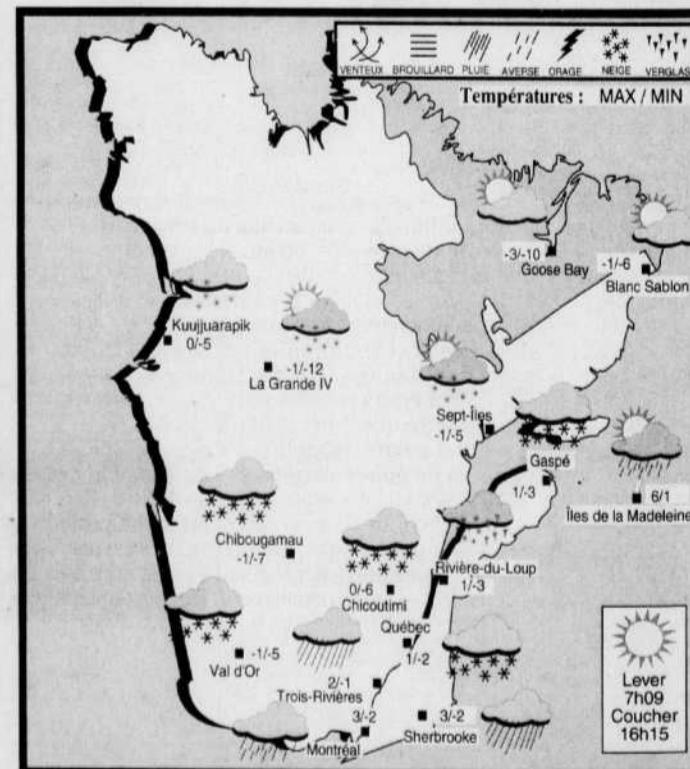 VENTEUX BROUILLARD PLUIE AVERSE ORAGE NEIGE VERGLAS
Températures : MAX / MIN
-3/-10
Goose Bay
-1/-6
Blanc Sablon
Kuujjuarapik
0/-5
-1/-12
La Grande IV
Sept-Îles
-1/-5
Gaspé
1/-3
6/1
Îles de la Madeleine
Chibougamau
-1/-7
0/-6
Chicoutimi
Rivière-du-Loup
1/-3
Québec
1/-2
-1/-5
Val d'Or
2/-1
Trois-Rivières
3/-2
Montréal
3/-2
Sherbrooke
Lever
7h09
Coucher
16h15